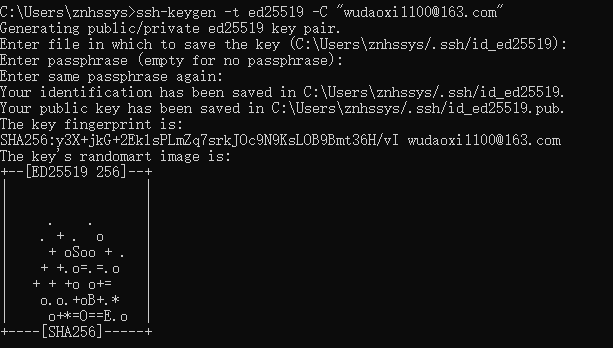 C:\Users\znhssys>ssh-keygen -t ed25519 -C "wudaoxi1100@163.com"
Generating public/private ed25519 key pair.
Enter file in which to save the key (C:\Users\znhssys/.ssh/id_ed25519):
Enter passphrase (empty for no passphrase):
Enter same passphrase again:
Your identification has been saved in C:\Users\znhssys/.ssh/id_ed25519.
Your public key has been saved in C:\Users\znhssys/.ssh/id_ed25519.pub.
The key fingerprint is:
SHA256:y3X+jkG+2Ek1sPLmZq7srkJOc9N9KsLOB9Bmt36H/vI wudaoxi1100@163.com
The key's randomart image is:
+--[ED25519 256]--+
|                 |
|                 |
|     .    .      |
|    . + .  o     |
|     + oSoo + .  |
|    + +.o=.=.o   |
|   + + +o o+=    |
|    o.o.+oB+.*   |
|     o+*=O==E.o  |
+----[SHA256]-----+